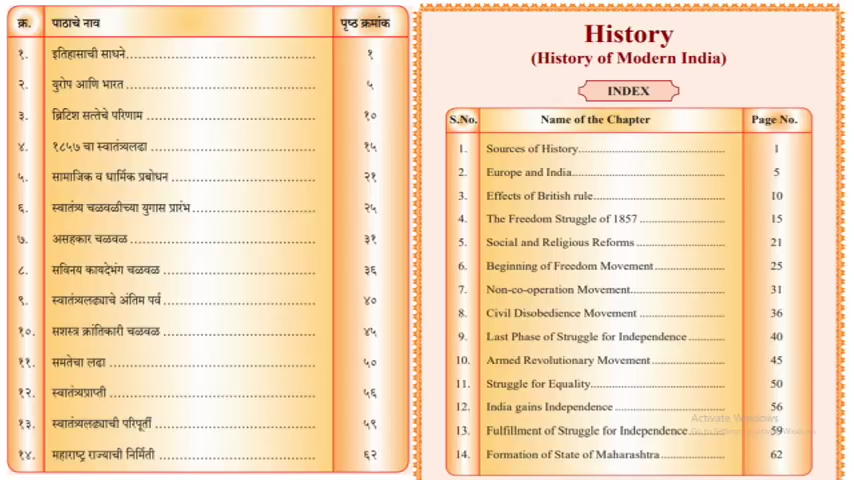 क्र. पाठाचे नाव पृष्ठ क्रमांक
१. इतिहासाची साधने १
२. युरोप आणि भारत ५
३. ब्रिटिश सत्तेचे परिणाम १०
४. १८५७ चा स्वातंत्र्यलढा १५
५. सामाजिक व धार्मिक प्रबोधन २१
६. स्वातंत्र्य चळवळीच्या युगास प्रारंभ २५
७. असहकार चळवळ ३१
८. सविनय कायदेभंग चळवळ ३६
९. स्वातंत्र्यलढ्याचे अंतिम पर्व ४०
१०. सशस्त्र क्रांतिकारी चळवळ ४५
११. समतेचा लढा ५०
१२. स्वातंत्र्यप्राप्ती ५६
१३. स्वातंत्र्यलढ्याची परिपूर्ती ५९
१४. महाराष्ट्र राज्याची निर्मिती ६२
History
(History of Modern India)
INDEX
S.No. Name of the Chapter Page No.
1. Sources of History 1
2. Europe and India 5
3. Effects of British rule 10
4. The Freedom Struggle of 1857 15
5. Social and Religious Reforms 21
6. Beginning of Freedom Movement 25
7. Non-co-operation Movement 31
8. Civil Disobedience Movement 36
9. Last Phase of Struggle for Independence 40
10. Armed Revolutionary Movement 45
11. Struggle for Equality 50
12. India gains Independence 56
Activate Windows
13. Fulfillment of Struggle for Independence 59
14. Formation of State of Maharashtra 62